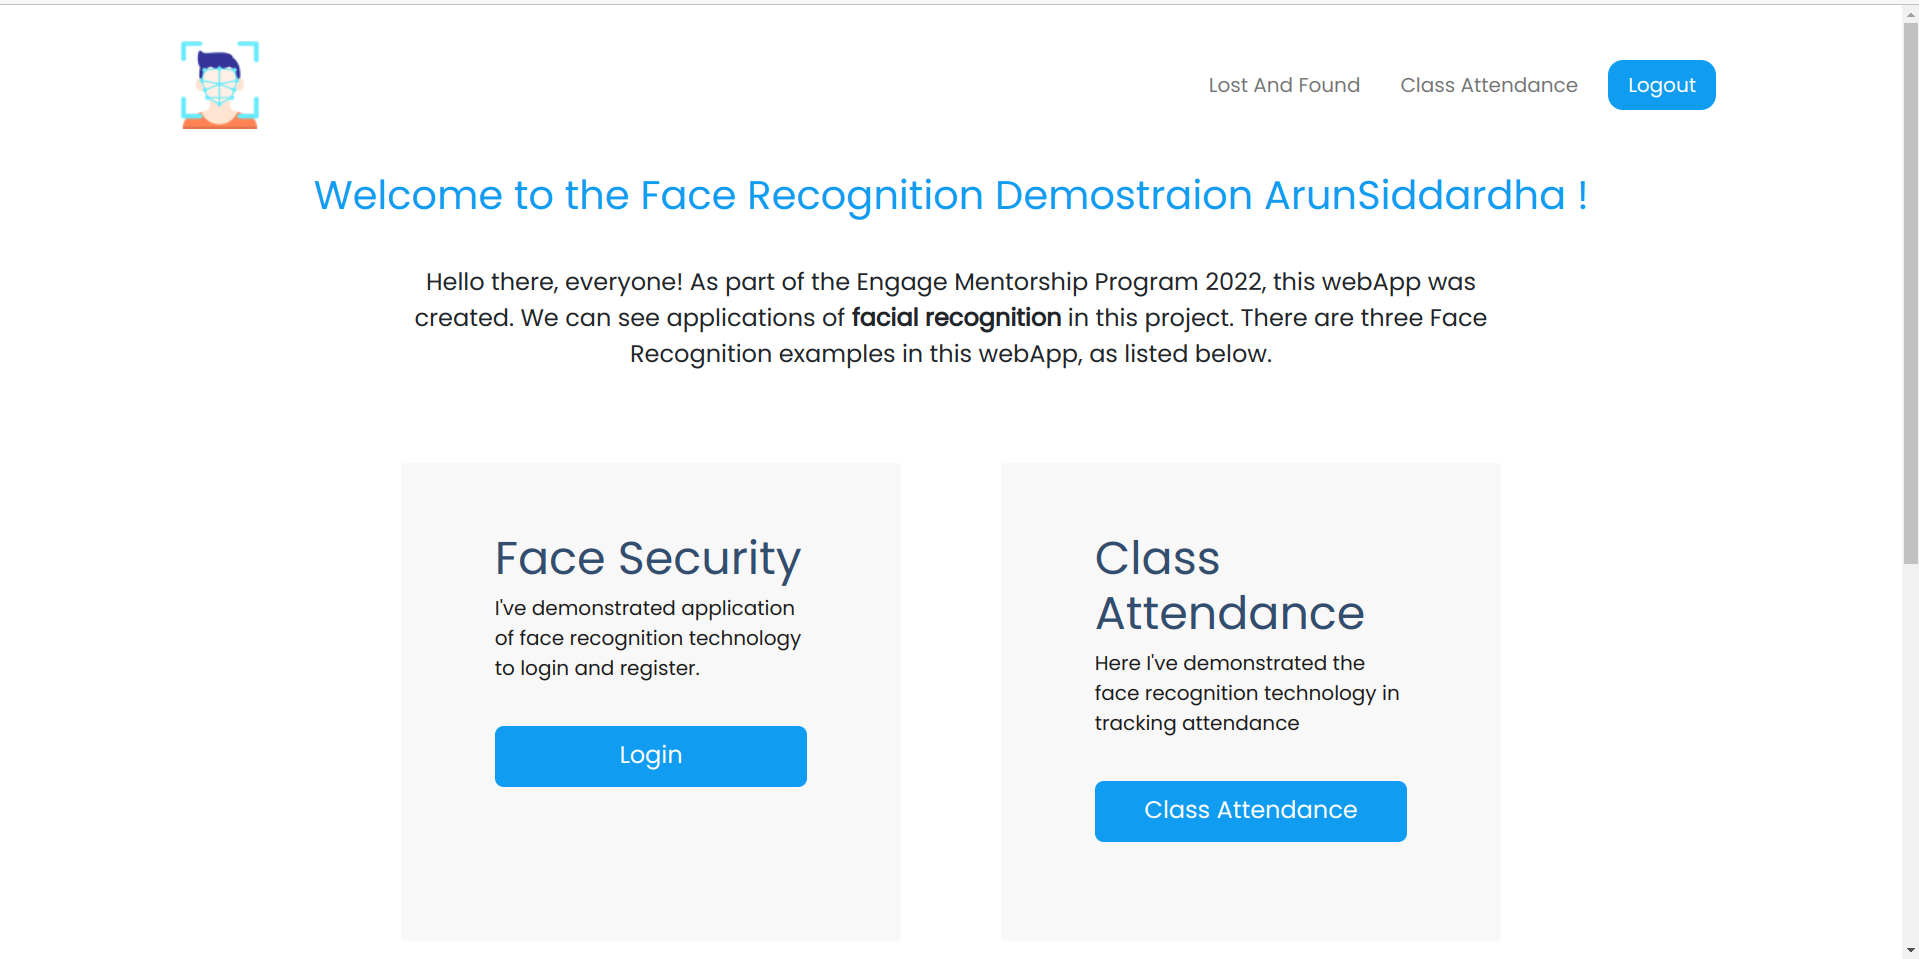 Lost And Found
Class Attendance
Logout
Welcome to the Face Recognition Demostraion ArunSiddardha !
Hello there, everyone! As part of the Engage Mentorship Program 2022, this webApp was
created. We can see applications of facial recognition in this project. There are three Face
Recognition examples in this webApp, as listed below.
Face Security
I've demonstrated application
of face recognition technology
to login and register.
Login
Class
Attendance
Here I've demonstrated the
face recognition technology in
tracking attendance
Class Attendance